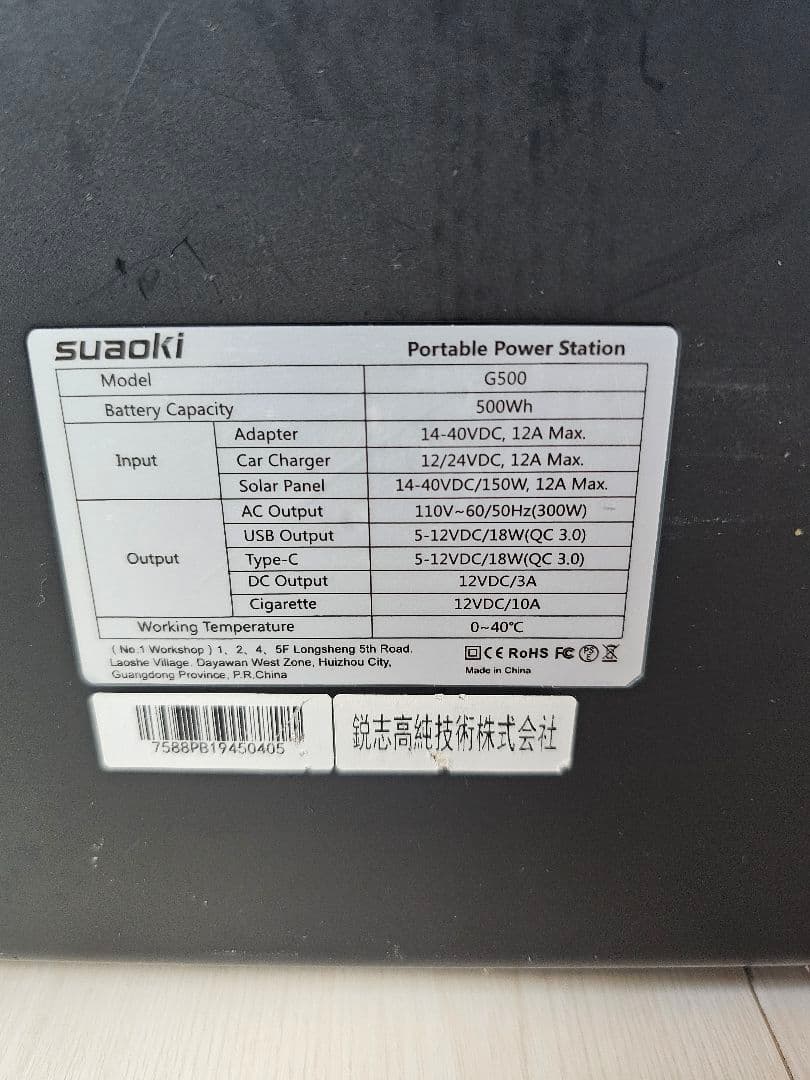 suaoki Portable Power Station
Model G500
Battery Capacity 500Wh
Input
Adapter 14-40VDC, 12A Max.
Car Charger 12/24VDC, 12A Max.
Solar Panel 14-40VDC/150W, 12A Max.
Output
AC Output 110V~60/50Hz(300W)
USB Output 5-12VDC/18W(QC 3.0)
Type-C 5-12VDC/18W(QC 3.0)
DC Output 12VDC/3A
Cigarette 12VDC/10A
Working Temperature 0~40℃
( No.1 Workshop ) 1、2、4、5F Longsheng 5th Road.
Laoshe Village. Dayawan West Zone, Huizhou City,
Guangdong Province, P.R.China
CE RoHS FC PSE
Made in China
7588PB19450405
鋭志高純技術株式会社